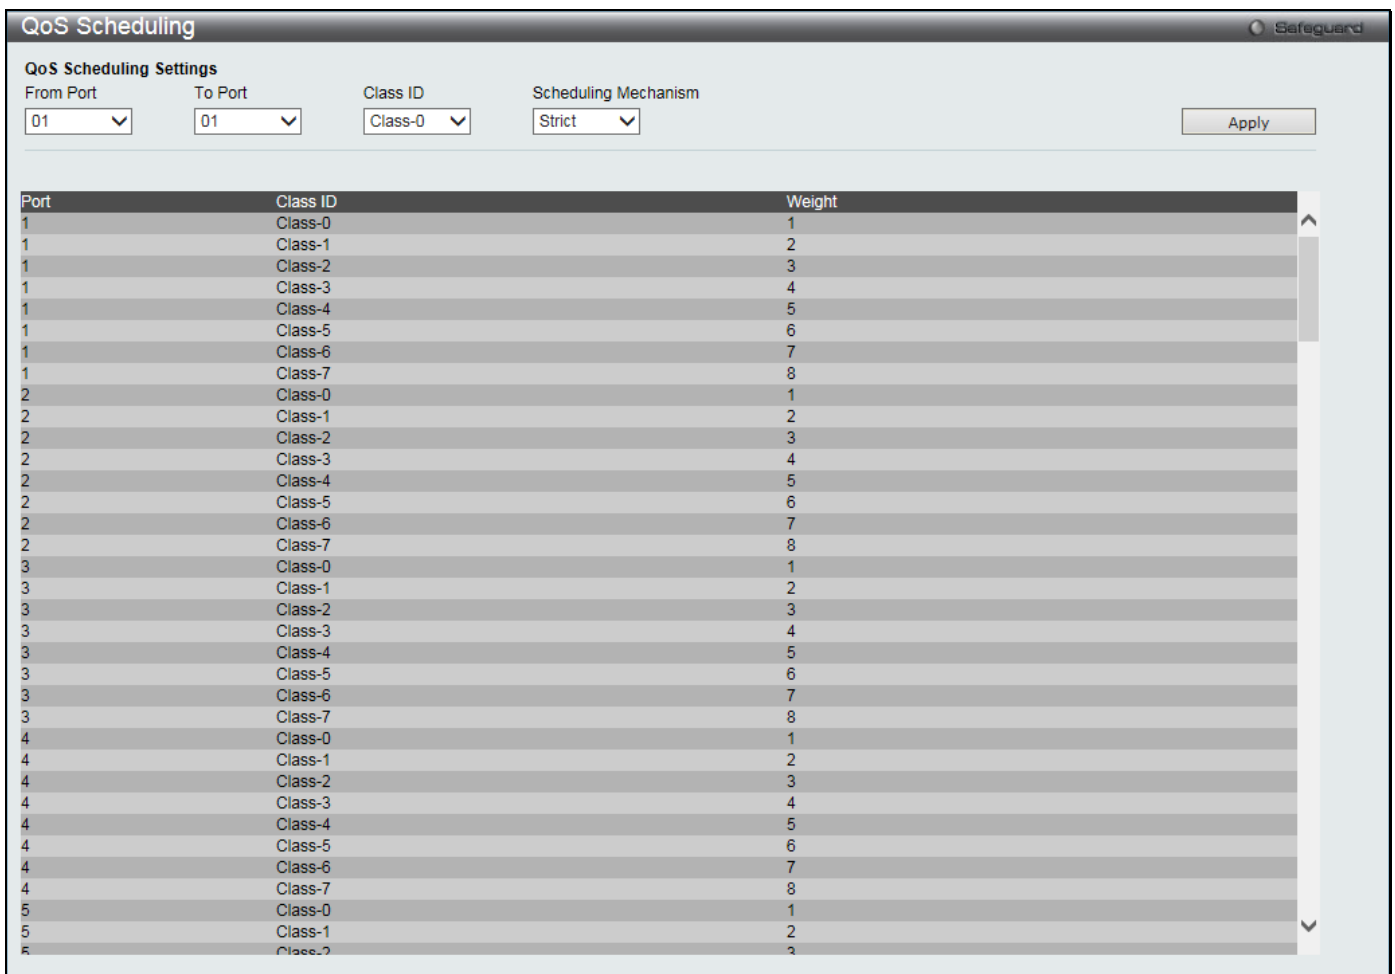 QoS Scheduling Safeguard
QoS Scheduling Settings
From Port To Port Class ID Scheduling Mechanism
01 01 Class-0 Strict Apply
Port Class ID Weight
1 Class-0 1
1 Class-1 2
1 Class-2 3
1 Class-3 4
1 Class-4 5
1 Class-5 6
1 Class-6 7
1 Class-7 8
2 Class-0 1
2 Class-1 2
2 Class-2 3
2 Class-3 4
2 Class-4 5
2 Class-5 6
2 Class-6 7
2 Class-7 8
3 Class-0 1
3 Class-1 2
3 Class-2 3
3 Class-3 4
3 Class-4 5
3 Class-5 6
3 Class-6 7
3 Class-7 8
4 Class-0 1
4 Class-1 2
4 Class-2 3
4 Class-3 4
4 Class-4 5
4 Class-5 6
4 Class-6 7
4 Class-7 8
5 Class-0 1
5 Class-1 2
5 Class-2 3